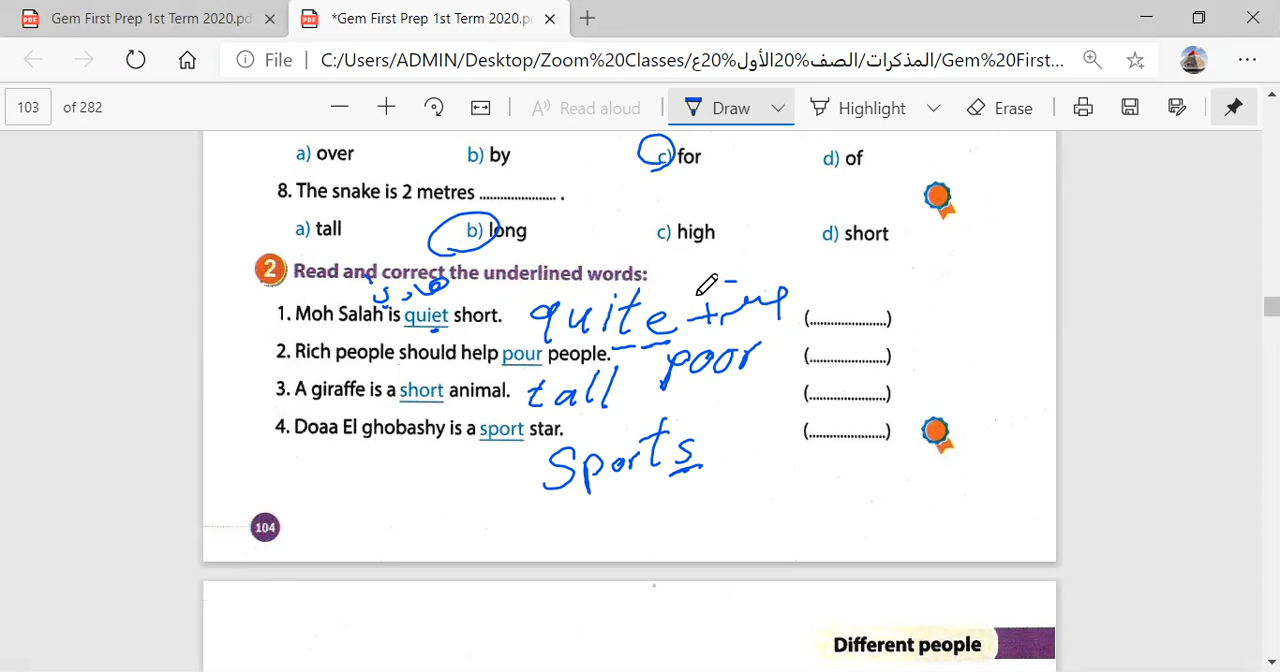 Gem First Prep 1st Term 2020.pd
*Gem First Prep 1st Term 2020.p
File C:/Users/ADMIN/Desktop/Zoom%20Classes/المذكرات/الصف%20الأول%20ع/Gem%20First...
103 of 282 Read aloud Draw Highlight Erase
a) over b) by c) for d) of
8. The snake is 2 metres .................... .
a) tall b) long c) high d) short
2 Read and correct the underlined words:
هادئ
1. Moh Salah is quiet short. quite (....................)
2. Rich people should help pour people. poor (....................)
3. A giraffe is a short animal. tall (....................)
4. Doaa El ghobashy is a sport star. (....................)
Sports
104
Different people